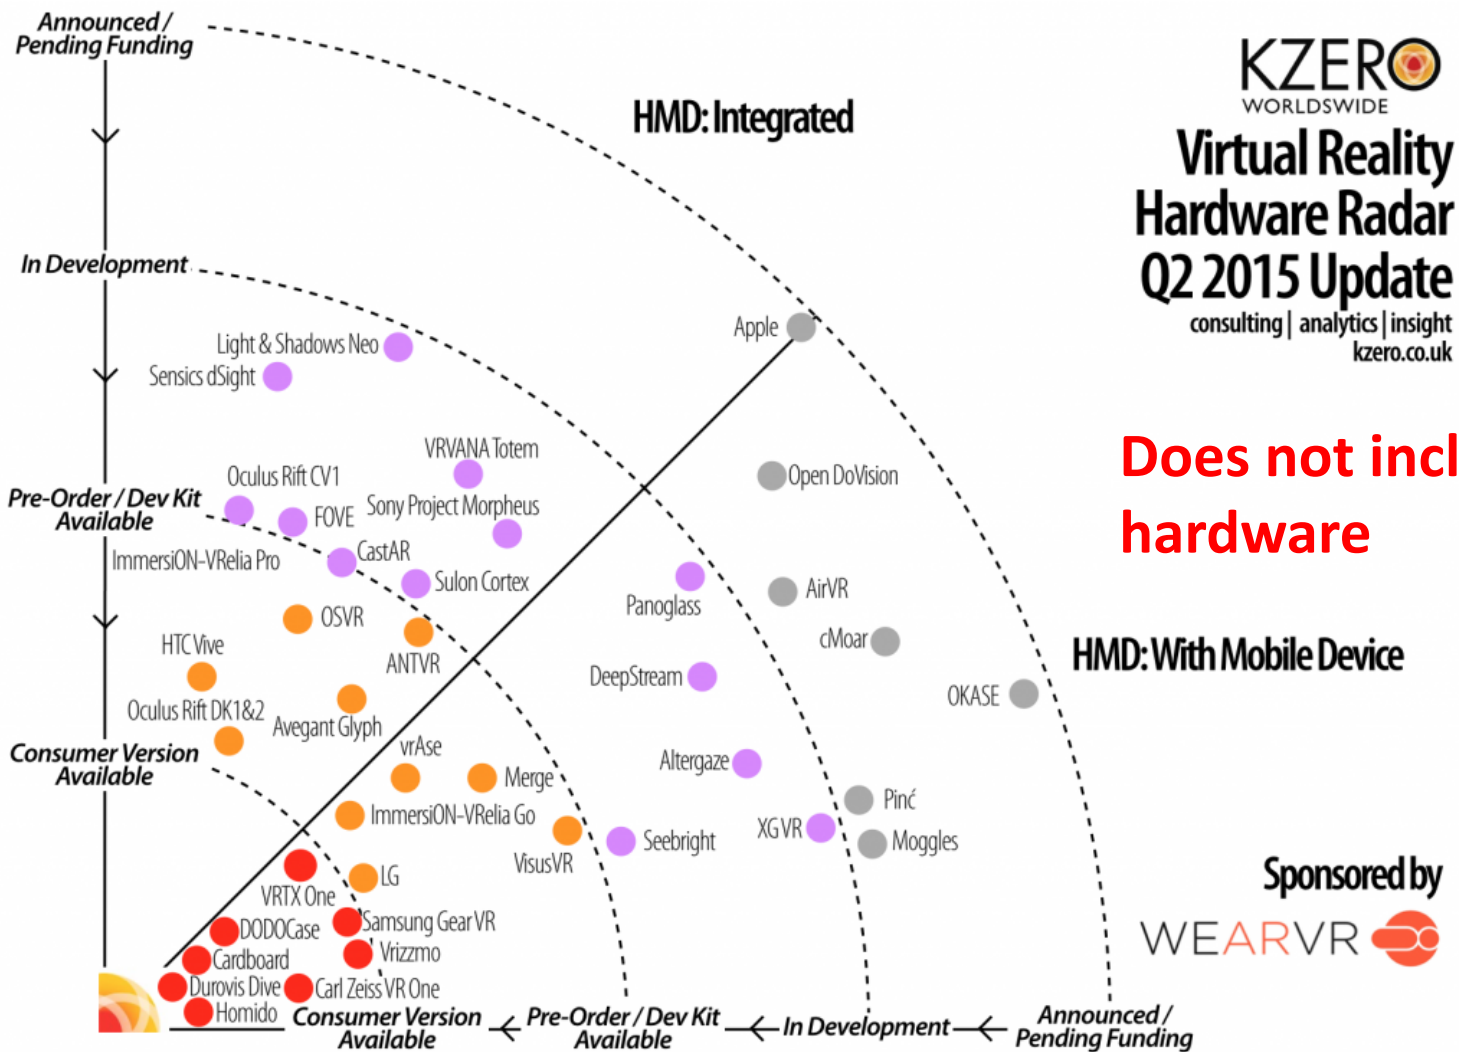 Announced /
Pending Funding
In Development
Pre-Order / Dev Kit
Available
Consumer Version
Available
HMD: Integrated
KZERO
WORLDSWIDE
Virtual Reality
Hardware Radar
Q2 2015 Update
consulting | analytics | insight
kzero.co.uk
Does not incl
hardware
HMD: With Mobile Device
Sponsored by
WEARVR
Apple
Light & Shadows Neo
Sensics dSight
VRVANA Totem
Oculus Rift CV1
Sony Project Morpheus
FOVE
ImmersiON-VRelia Pro
CastAR
Sulon Cortex
OSVR
HTC Vive
ANTVR
Oculus Rift DK1&2
Avegant Glyph
Open DoVision
Panoglass
AirVR
cMoar
DeepStream
OKASE
vrAse
Merge
Altergaze
ImmersiON-VRelia Go
Pinć
VisusVR
Seebright
XG VR
Moggles
VRTX One
LG
DODOCase
Samsung Gear VR
Cardboard
Vrizzmo
Durovis Dive
Carl Zeiss VR One
Homido
Consumer Version
Available
Pre-Order / Dev Kit
Available
In Development
Announced /
Pending Funding